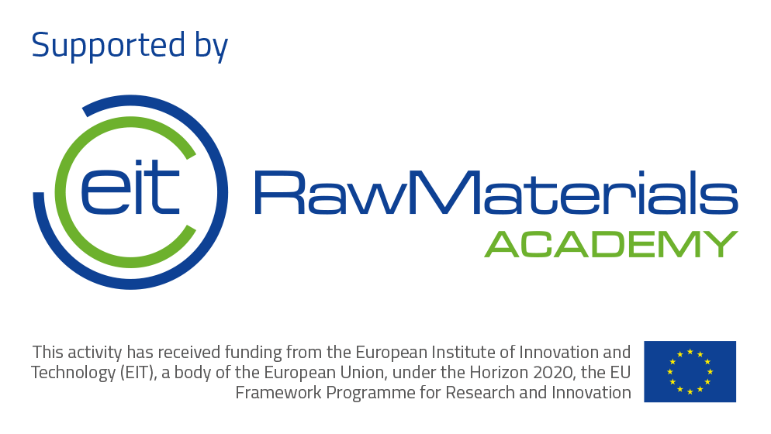 Supported by
eit RawMaterials
ACADEMY
This activity has received funding from the European Institute of Innovation and
Technology (EIT), a body of the European Union, under the Horizon 2020, the EU
Framework Programme for Research and Innovation